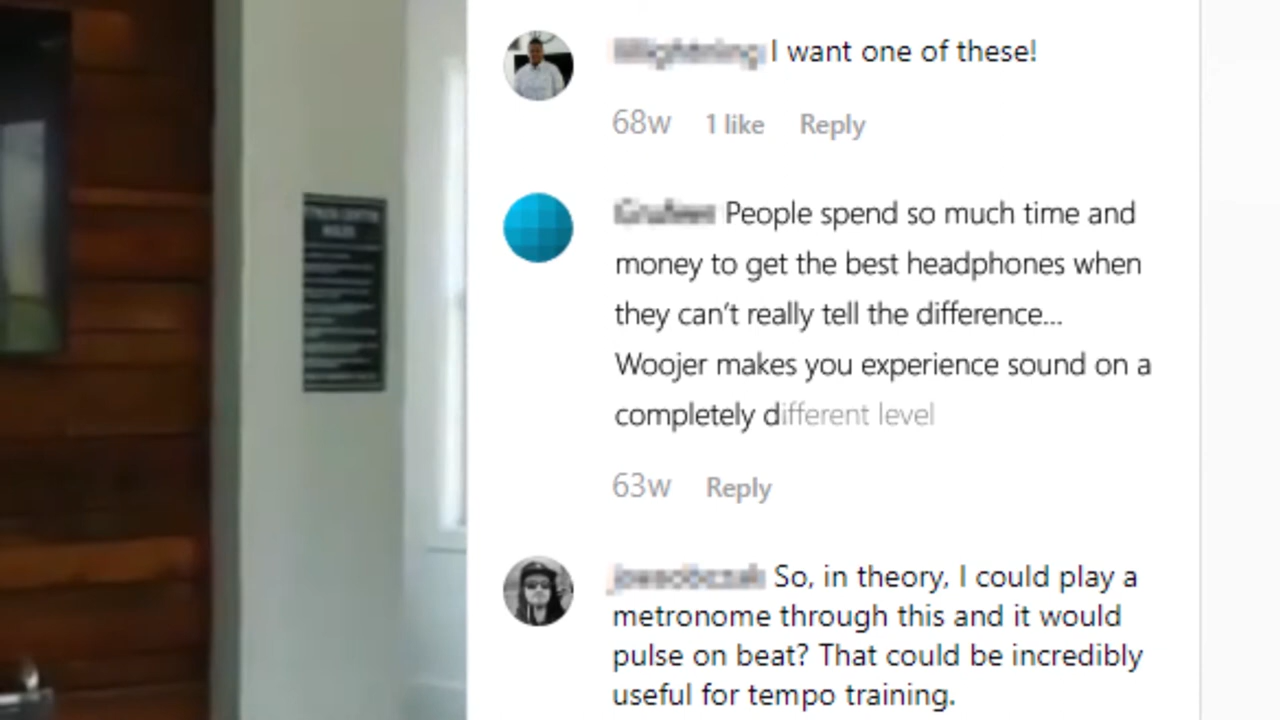 I want one of these!
68w 1 like Reply
People spend so much time and
money to get the best headphones when
they can’t really tell the difference...
Woojer makes you experience sound on a
completely different level
63w Reply
So, in theory, I could play a
metronome through this and it would
pulse on beat? That could be incredibly
useful for tempo training.